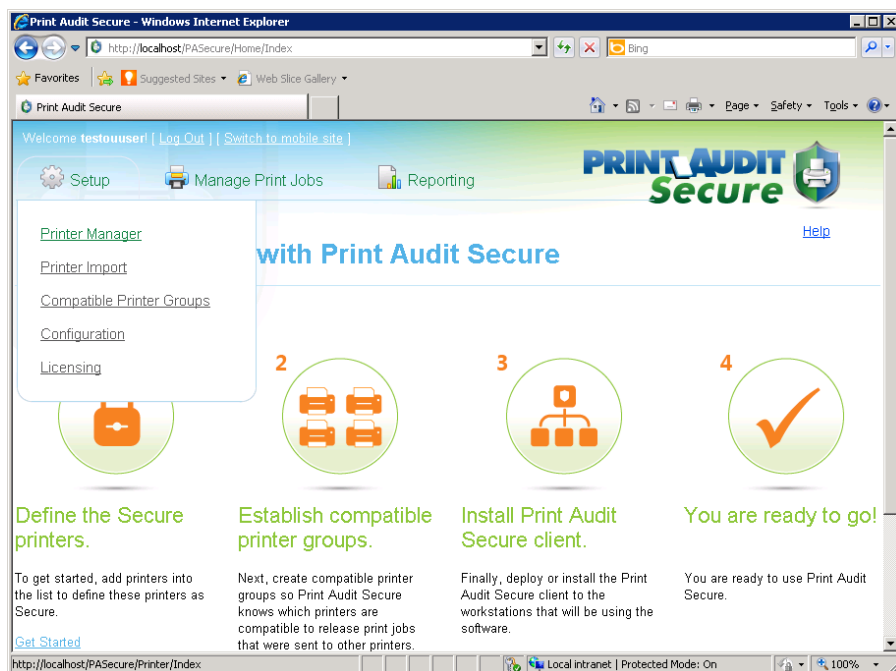 Print Audit Secure - Windows Internet Explorer
http://localhost/PASecure/Home/Index
Bing
Favorites
Suggested Sites
Web Slice Gallery
Print Audit Secure
Page
Safety
Tools
Welcome testouuser! [ Log Out ] [ Switch to mobile site ]
Setup
Manage Print Jobs
Reporting
PRINT AUDIT
Secure
Printer Manager
Printer Import
Compatible Printer Groups
Configuration
Licensing
Help
with Print Audit Secure
2
3
4
Define the Secure
printers.
To get started, add printers into
the list to define these printers as
Secure.
Get Started
Establish compatible
printer groups.
Next, create compatible printer
groups so Print Audit Secure
knows which printers are
compatible to release print jobs
that were sent to other printers.
Install Print Audit
Secure client.
Finally, deploy or install the Print
Audit Secure client to the
workstations that will be using the
software.
You are ready to go!
You are ready to use Print Audit
Secure.
http://localhost/PASecure/Printer/Index
Local intranet | Protected Mode: On
100%